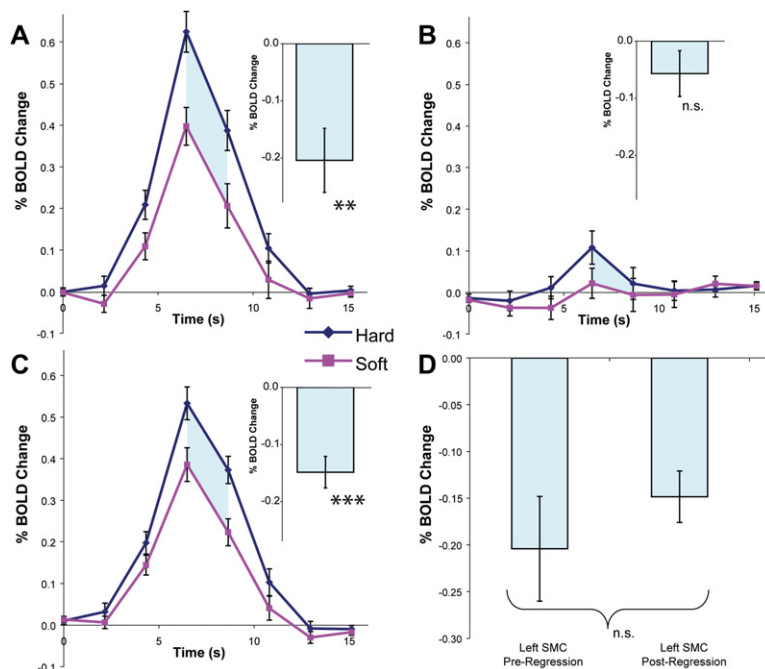 A
% BOLD Change
0.6
0.5
0.4
0.3
0.2
0.1
0.0
-0.1
0
5
10
15
Time (s)
% BOLD Change
0.0
-0.1
-0.2
**
B
% BOLD Change
0.6
0.5
0.4
0.3
0.2
0.1
0.0
-0.1
0
5
10
15
Time (s)
% BOLD Change
0.0
-0.1
-0.2
n.s.
Hard
Soft
C
% BOLD Change
0.6
0.5
0.4
0.3
0.2
0.1
0.0
-0.1
0
5
10
15
Time (s)
% BOLD Change
0.0
-0.1
-0.2
***
D
% BOLD Change
0.00
-0.05
-0.10
-0.15
-0.20
-0.25
-0.30
n.s.
Left SMC
Pre-Regression
Left SMC
Post-Regression